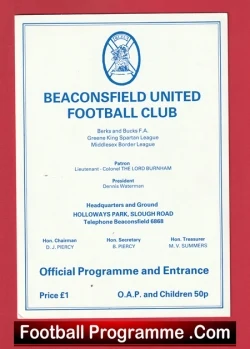 BEACONSFIELD UNITED
FOOTBALL CLUB
Berks and Bucks F.A.
Greene King Spartan League
Middlesex Border League
Patron
Lieutenant - Colonel THE LORD BURNHAM
President
Dennis Waterman
Headquarters and Ground
HOLLOWAYS PARK, SLOUGH ROAD
Telephone Beaconsfield 6868
Hon. Chairman Hon. Secretary Hon. Treasurer
D. J. PIERCY B. PIERCY M. V. SUMMERS
Official Programme and Entrance
Price £1 O.A.P. and Children 50p
Football Programme .Com